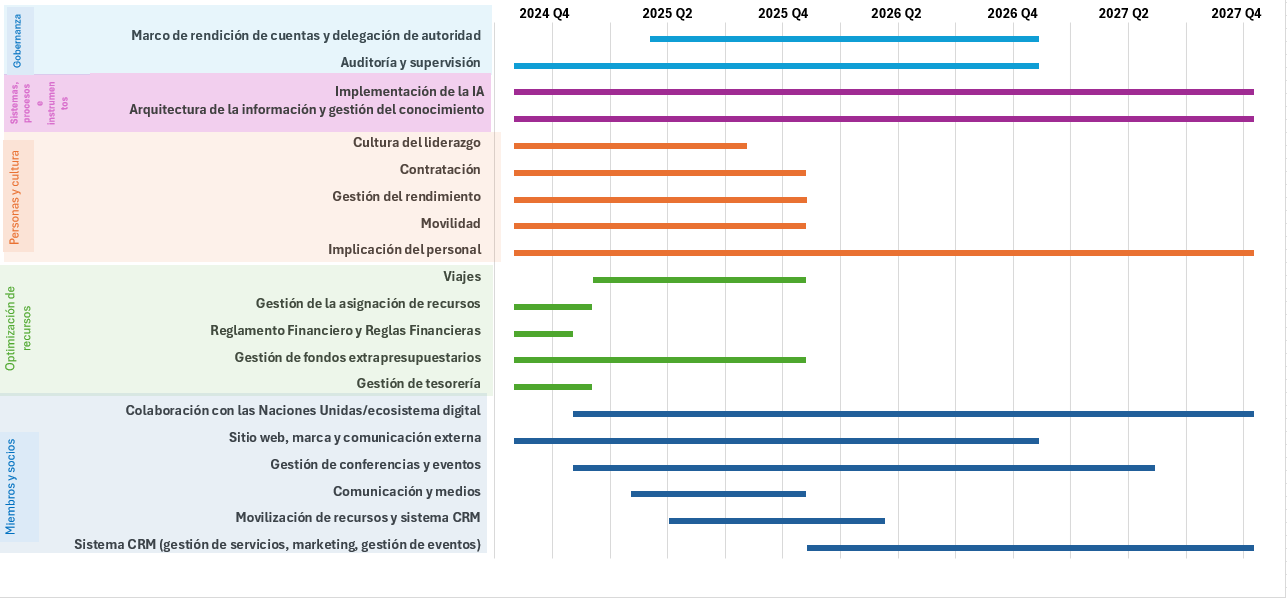 2024 Q4 2025 Q2 2025 Q4 2026 Q2 2026 Q4 2027 Q2 2027 Q4
Gobernanza
Marco de rendición de cuentas y delegación de autoridad
Auditoría y supervisión
Sistemas,
procesos
e
instrumen
tos
Implementación de la IA
Arquitectura de la información y gestión del conocimiento
Personas y cultura
Cultura del liderazgo
Contratación
Gestión del rendimiento
Movilidad
Implicación del personal
Optimización de
recursos
Viajes
Gestión de la asignación de recursos
Reglamento Financiero y Reglas Financieras
Gestión de fondos extrapresupuestarios
Gestión de tesorería
Miembros y socios
Colaboración con las Naciones Unidas/ecosistema digital
Sitio web, marca y comunicación externa
Gestión de conferencias y eventos
Comunicación y medios
Movilización de recursos y sistema CRM
Sistema CRM (gestión de servicios, marketing, gestión de eventos)